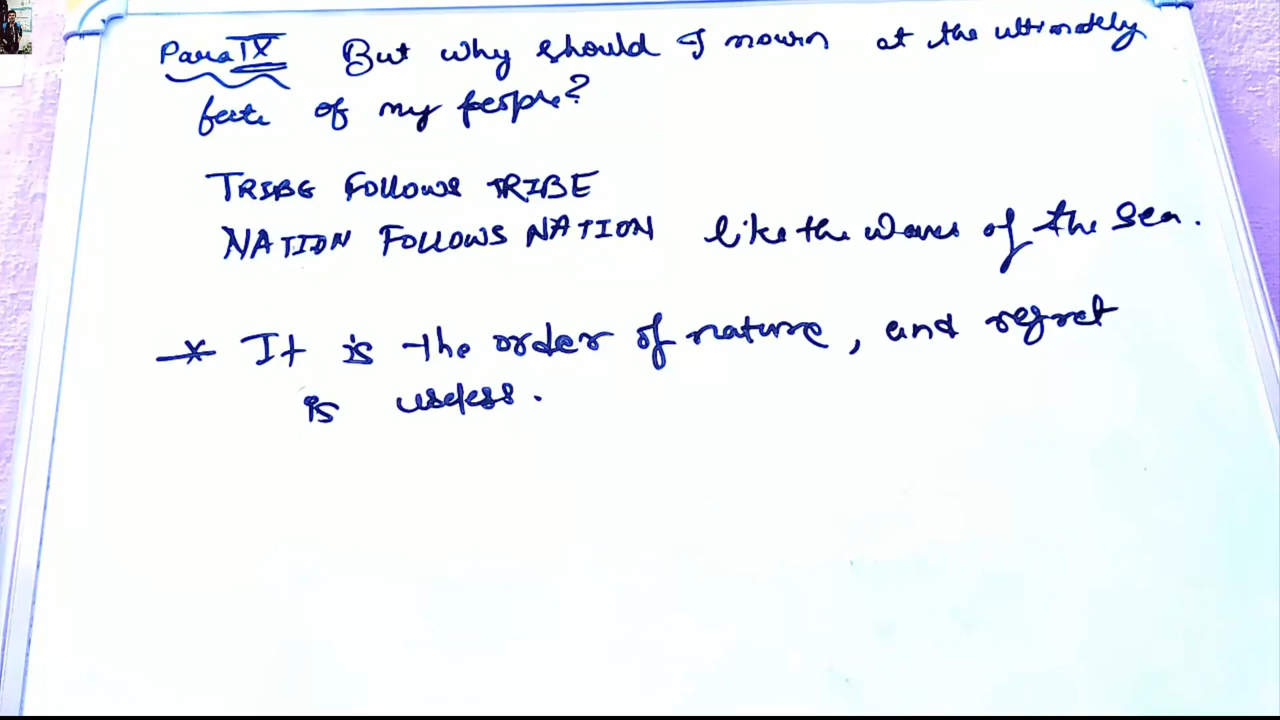 Para IX But why should I mourn at the ultimately
fate of my people?
TRIBE FOLLOWS TRIBE
NATION FOLLOWS NATION like the waves of the sea.
* It is the order of nature, and regret
is useless.